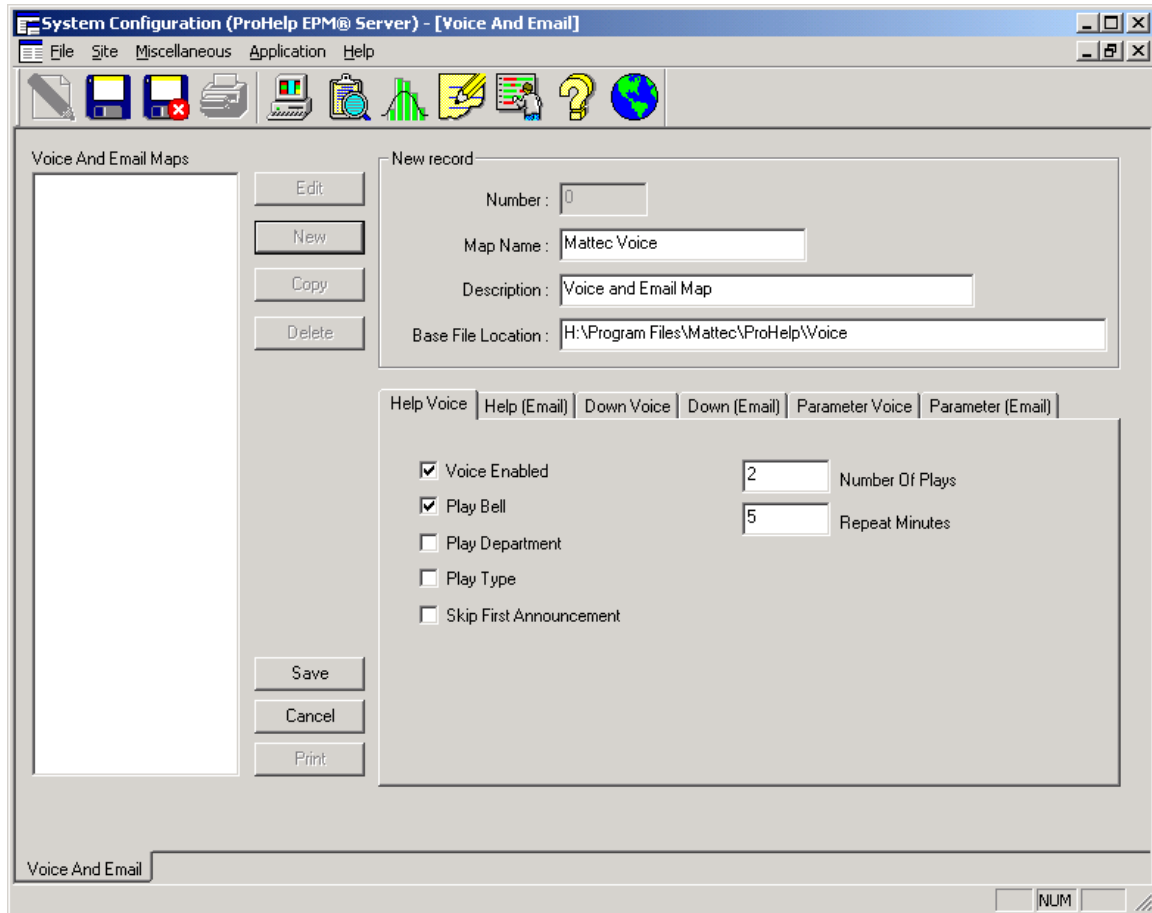 System Configuration (ProHelp EPM® Server) - [Voice And Email]
File Site Miscellaneous Application Help
Voice And Email Maps
Edit
New
Copy
Delete
Save
Cancel
Print
New record
Number : 0
Map Name : Mattec Voice
Description : Voice and Email Map
Base File Location : H:\Program Files\Mattec\ProHelp\Voice
Help Voice Help (Email) Down Voice Down (Email) Parameter Voice Parameter (Email)
Voice Enabled
Play Bell
Play Department
Play Type
Skip First Announcement
2 Number Of Plays
5 Repeat Minutes
Voice And Email
NUM